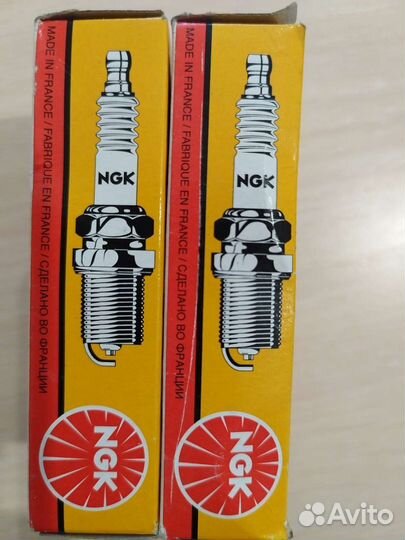 MADE IN FRANCE / FABRIQUE EN FRANCE / СДЕЛАНО ВО ФРАНЦИИ
NGK
NGK
MADE IN FRANCE / FABRIQUE EN FRANCE / СДЕЛАНО ВО ФРАНЦИИ
NGK
NGK
Avito